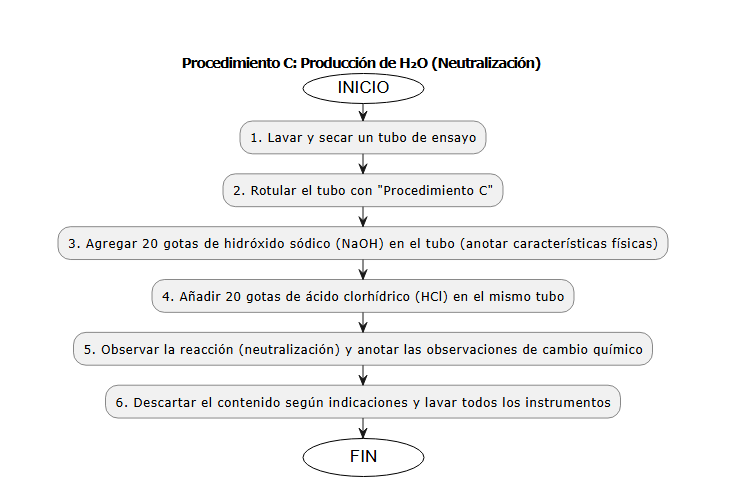 Procedimiento C: Producción de H₂O (Neutralización)
INICIO
1. Lavar y secar un tubo de ensayo
2. Rotular el tubo con "Procedimiento C"
3. Agregar 20 gotas de hidróxido sódico (NaOH) en el tubo (anotar características físicas)
4. Añadir 20 gotas de ácido clorhídrico (HCl) en el mismo tubo
5. Observar la reacción (neutralización) y anotar las observaciones de cambio químico
6. Descartar el contenido según indicaciones y lavar todos los instrumentos
FIN